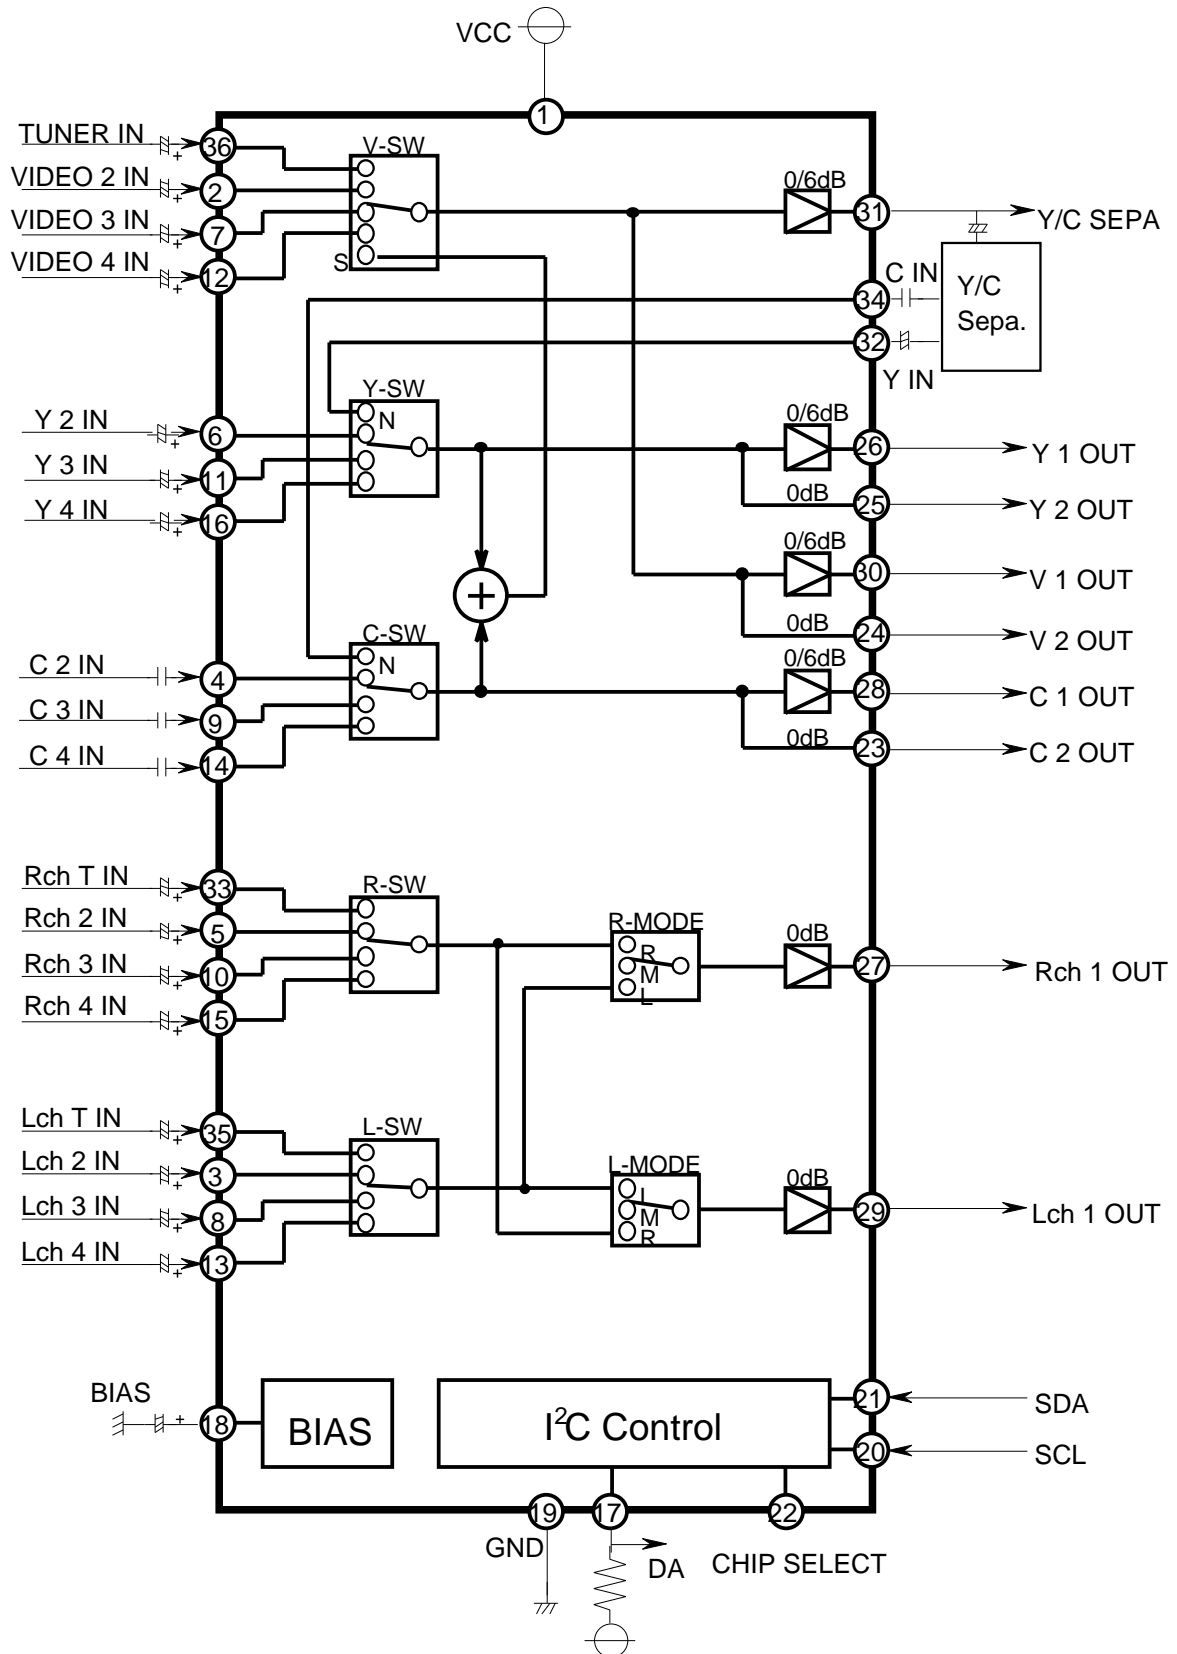 VCC
1
TUNER IN
36
V-SW
VIDEO 2 IN
2
0/6dB
31
Y/C SEPA
VIDEO 3 IN
7
VIDEO 4 IN
12
S
C IN
34
Y/C
Sepa.
32
Y IN
Y-SW
N
Y 2 IN
6
0/6dB
26
Y 1 OUT
Y 3 IN
11
0dB
25
Y 2 OUT
Y 4 IN
16
0/6dB
30
V 1 OUT
+
C-SW
N
0dB
24
V 2 OUT
C 2 IN
4
0/6dB
28
C 1 OUT
C 3 IN
9
0dB
23
C 2 OUT
C 4 IN
14
Rch T IN
33
R-SW
Rch 2 IN
5
R-MODE
R
M
L
0dB
27
Rch 1 OUT
Rch 3 IN
10
Rch 4 IN
15
Lch T IN
35
L-SW
Lch 2 IN
3
L-MODE
L
M
R
0dB
29
Lch 1 OUT
Lch 3 IN
8
Lch 4 IN
13
BIAS
18
BIAS
I²C Control
21
SDA
20
SCL
19
17
22
GND
DA
CHIP SELECT